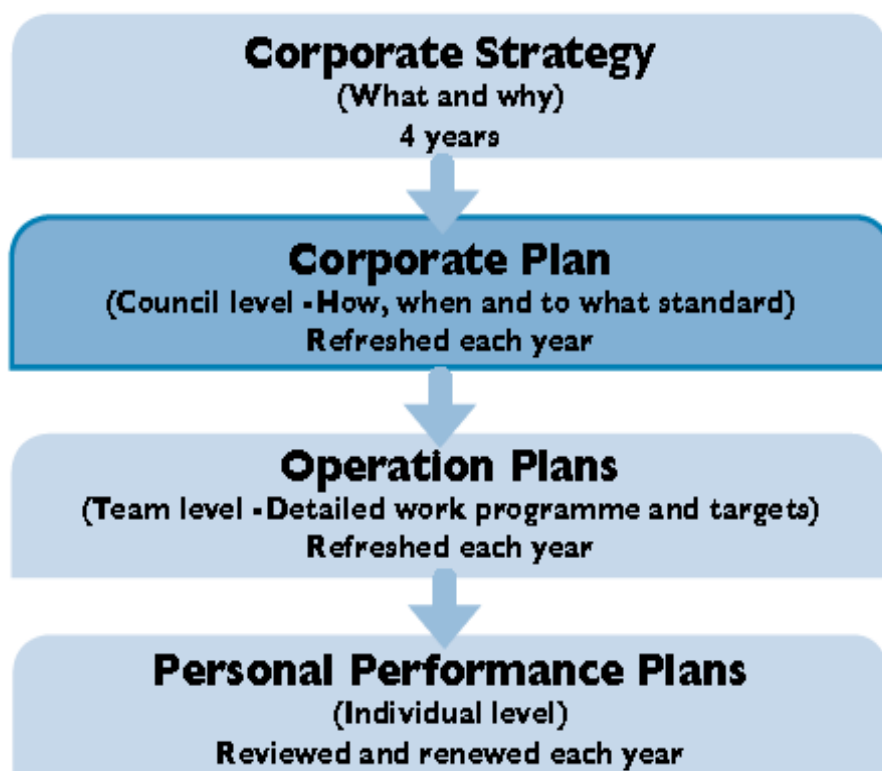 Corporate Strategy
(What and why)
4 years
Corporate Plan
(Council level -How, when and to what standard)
Refreshed each year
Operation Plans
(Team level -Detailed work programme and targets)
Refreshed each year
Personal Performance Plans
(Individual level)
Reviewed and renewed each year